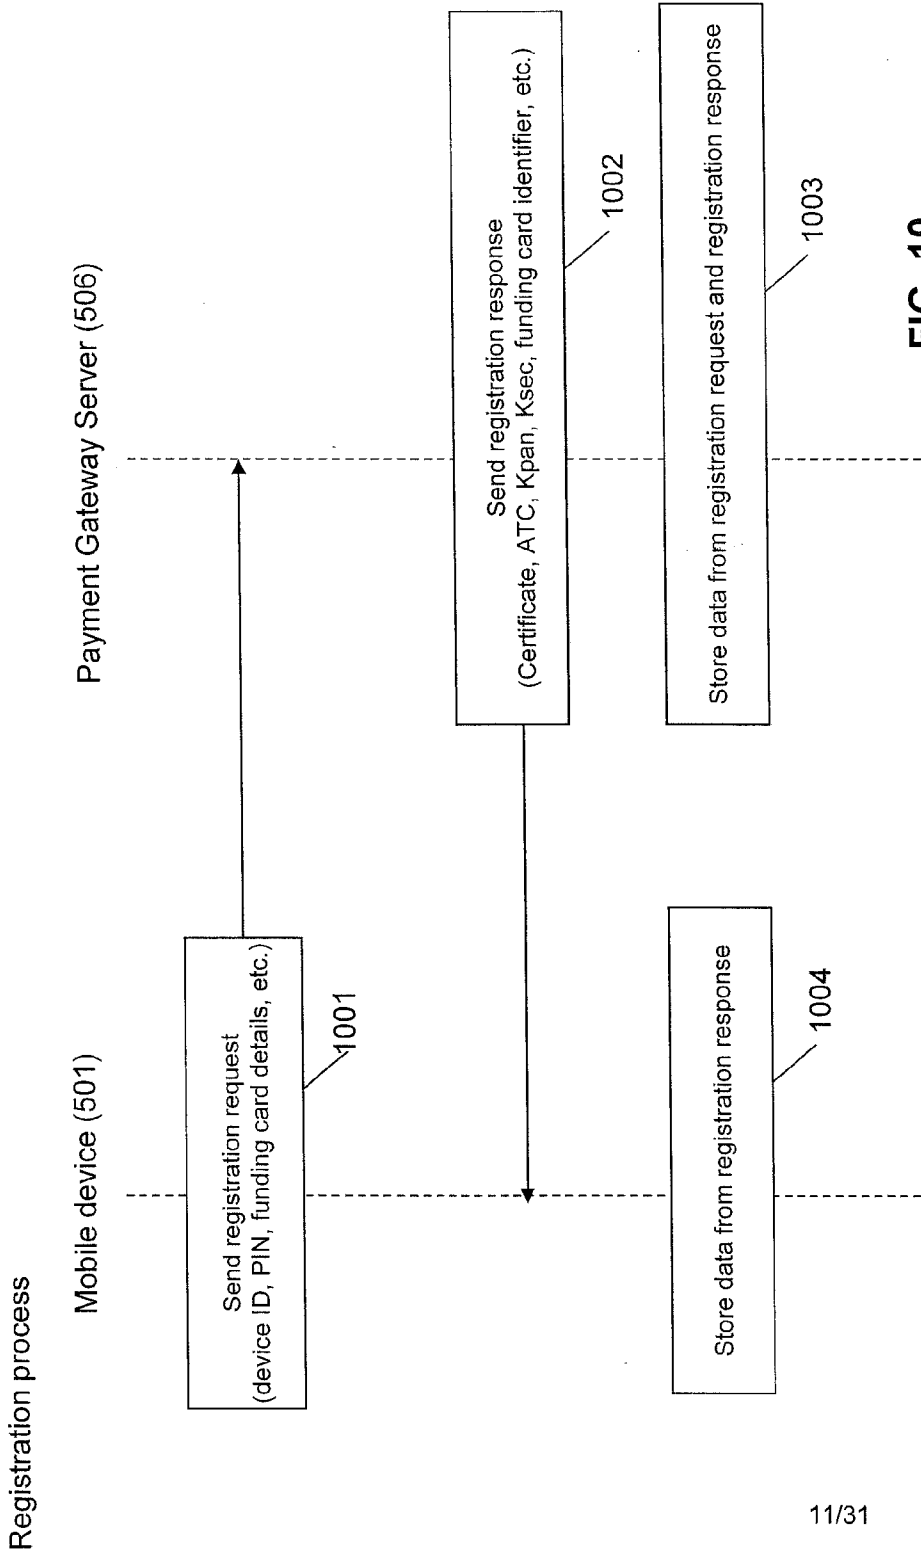 Registration process
Mobile device (501)
Payment Gateway Server (506)
Send registration request
(device ID, PIN, funding card details, etc.)
1001
Send registration response
(Certificate, ATC, Kpan, Ksec, funding card identifier, etc.)
1002
Store data from registration request and registration response
1003
Store data from registration response
1004
FIG. 10
11/31